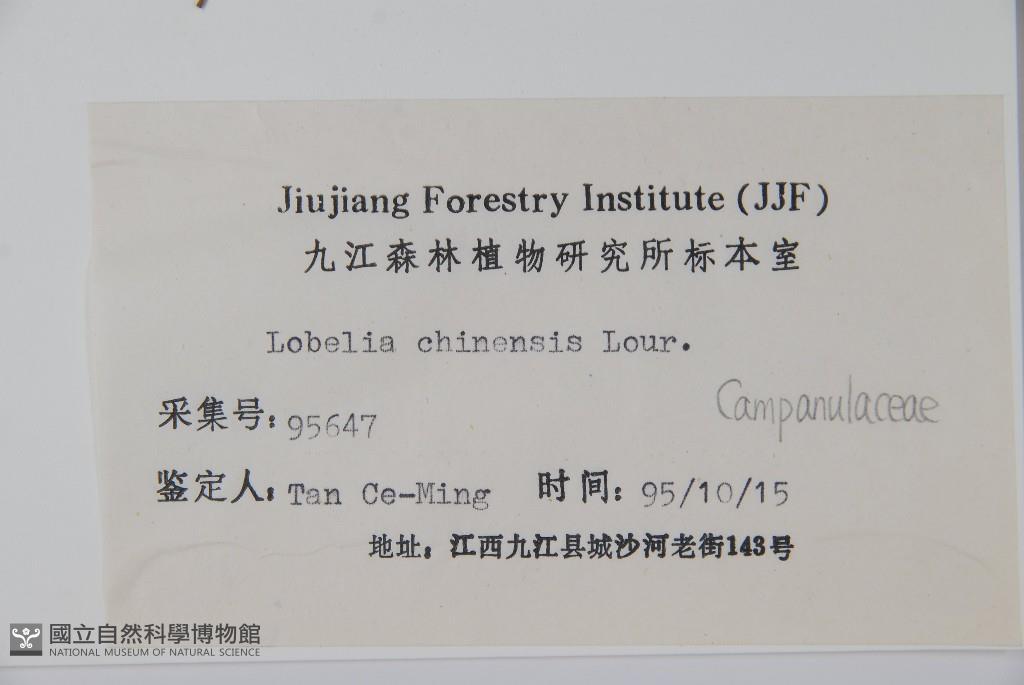 Jiujiang Forestry Institute (JJF)
九江森林植物研究所标本室
Lobelia chinensis Lour.
Campanulaceae
采集号: 95647
鉴定人: Tan Ce-Ming 时间: 95/10/15
地址: 江西九江县城沙河老街143号
國立自然科學博物館
NATIONAL MUSEUM OF NATURAL SCIENCE